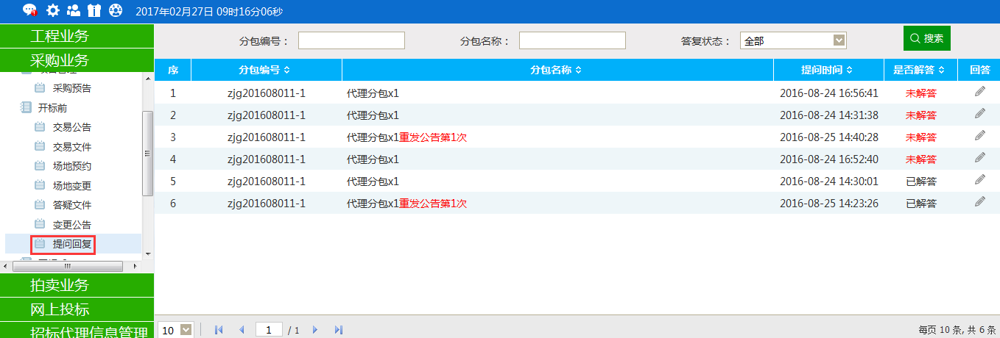 2017年02月27日 09时16分06秒
工程业务
采购业务
采购预告
开标前
交易公告
交易文件
场地预约
场地变更
答疑文件
变更公告
提问回复
拍卖业务
网上投标
招标代理信息管理
分包编号： 分包名称： 答复状态： 全部 搜索
序 分包编号 分包名称 提问时间 是否解答 回答
1 zjg201608011-1 代理分包x1 2016-08-24 16:56:41 未解答
2 zjg201608011-1 代理分包x1 2016-08-24 14:31:38 未解答
3 zjg201608011-1 代理分包x1重发公告第1次 2016-08-25 14:40:28 未解答
4 zjg201608011-1 代理分包x1 2016-08-24 16:52:40 未解答
5 zjg201608011-1 代理分包x1 2016-08-24 14:30:01 已解答
6 zjg201608011-1 代理分包x1重发公告第1次 2016-08-25 14:23:26 已解答
10 1 / 1 每页 10 条, 共 6 条